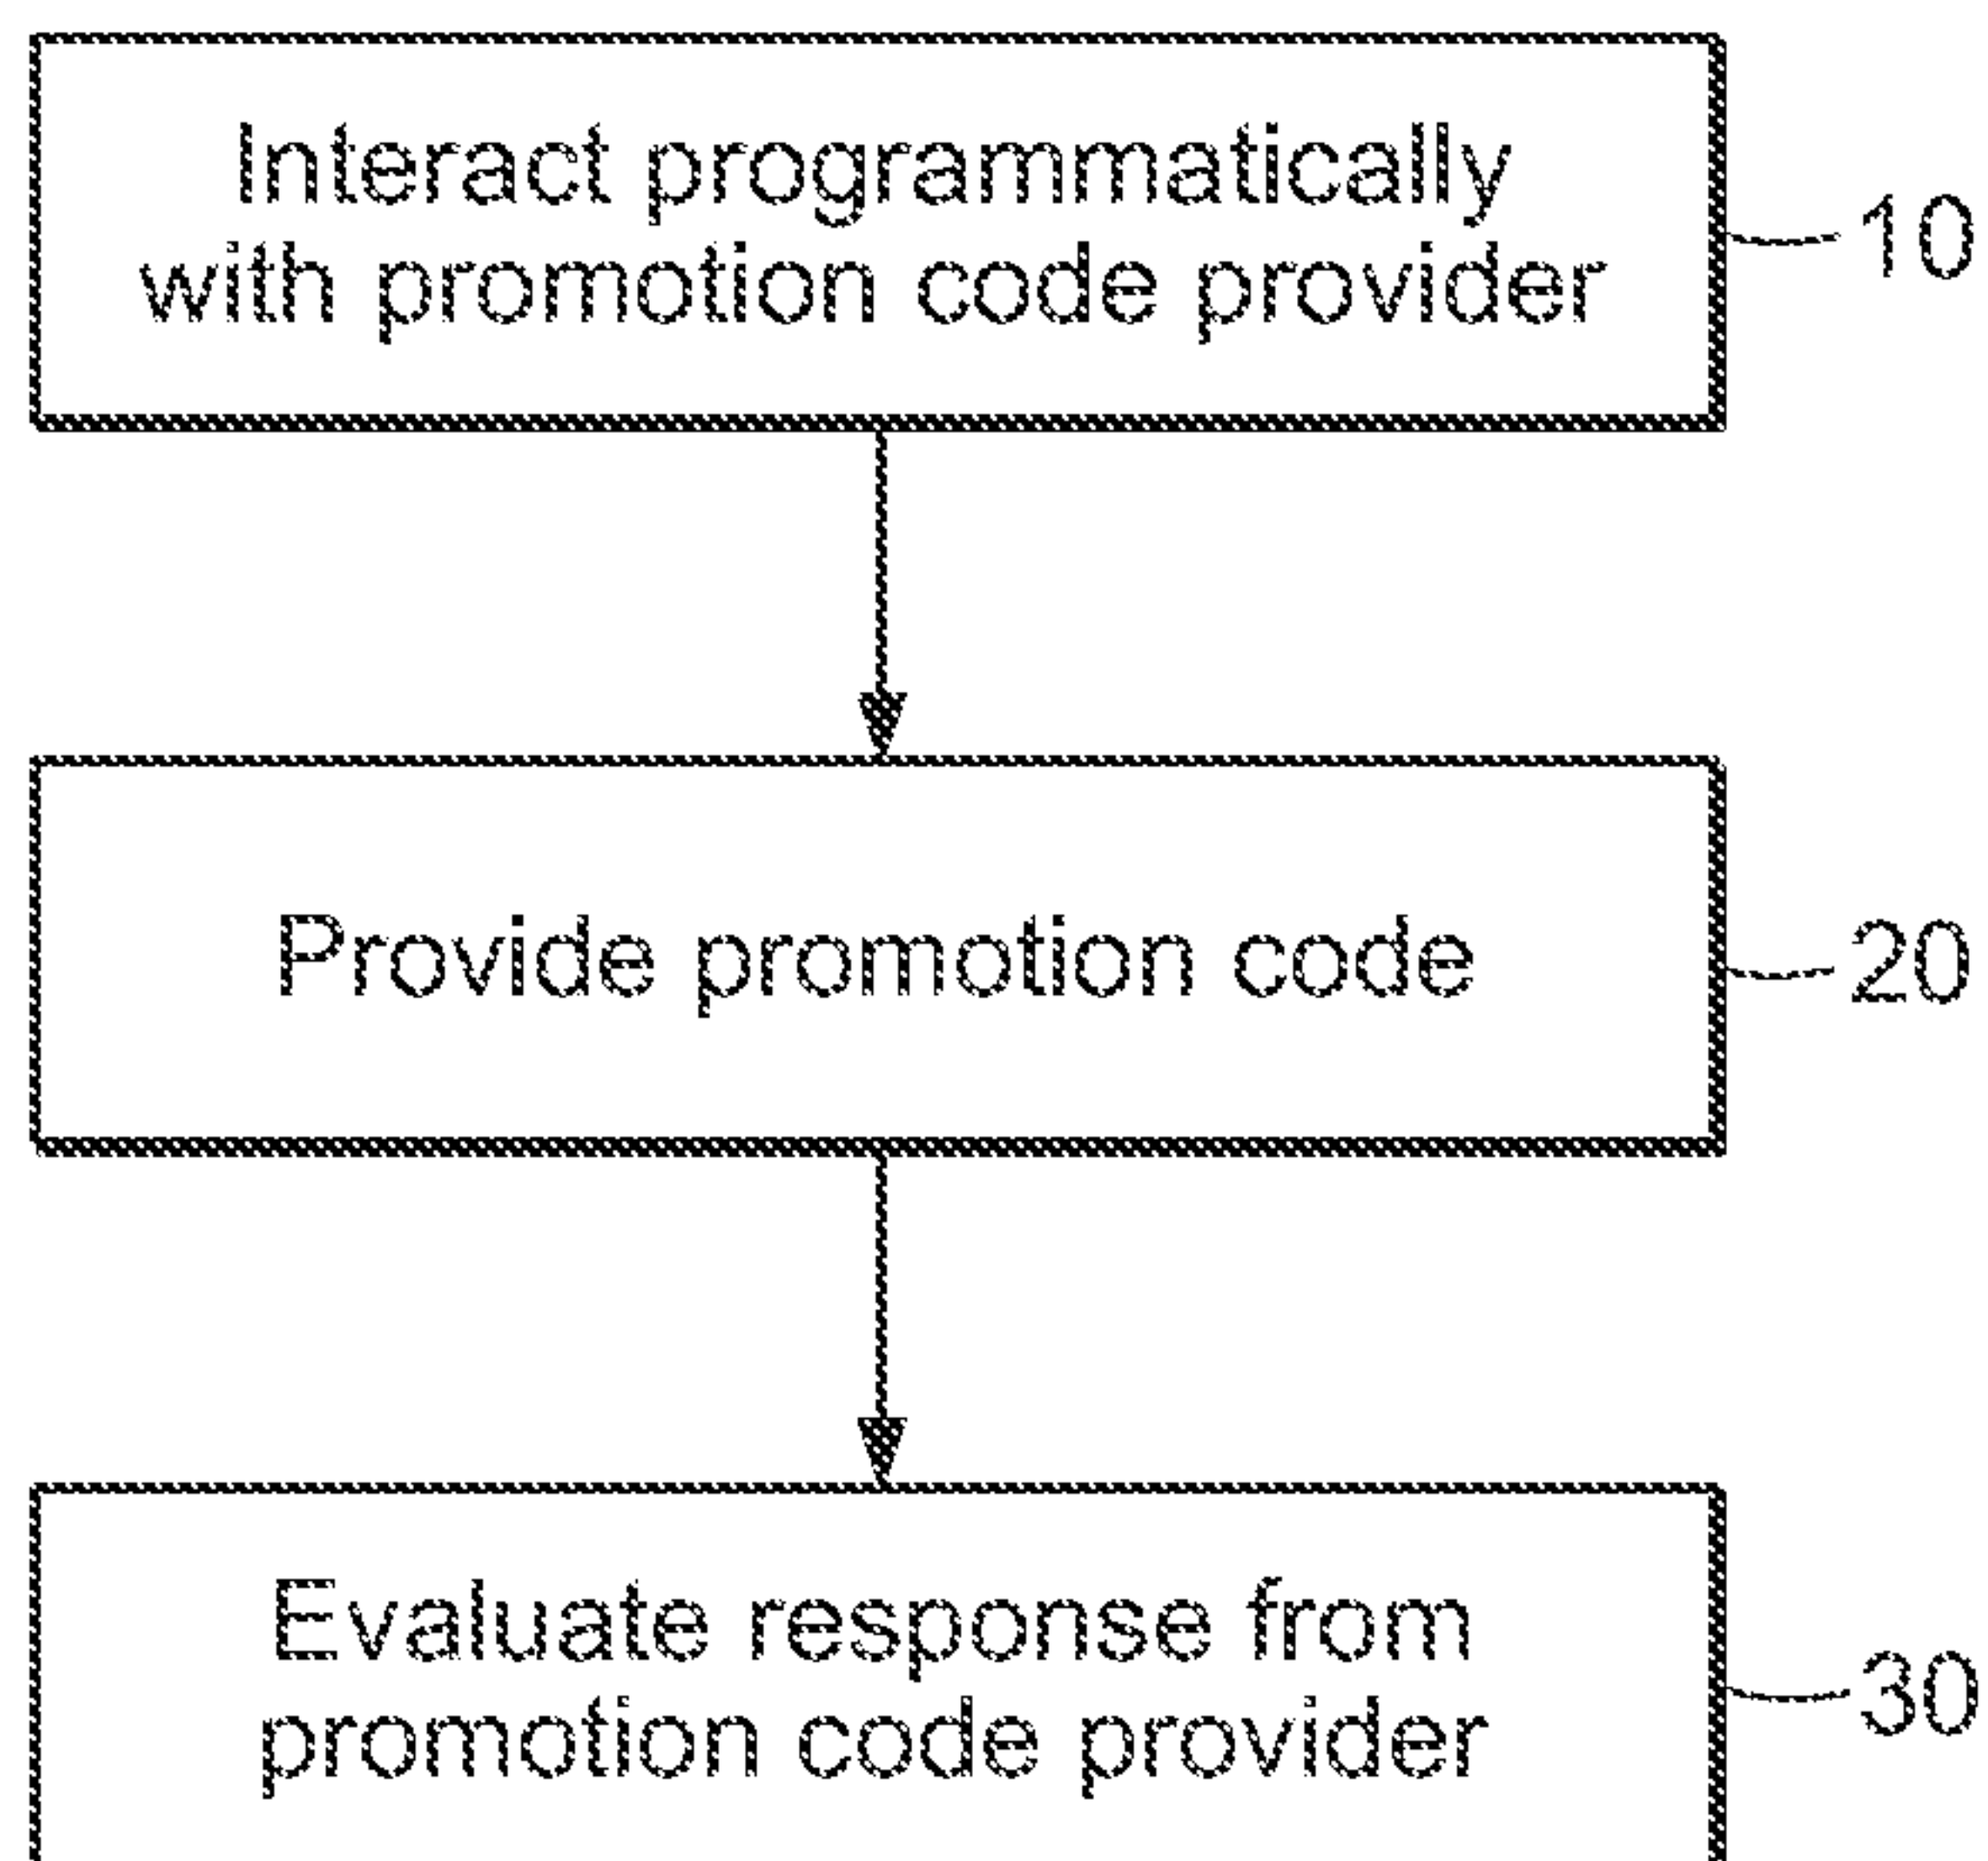 Interact programmatically
with promotion code provider
10
Provide promotion code
20
Evaluate response from
promotion code provider
30